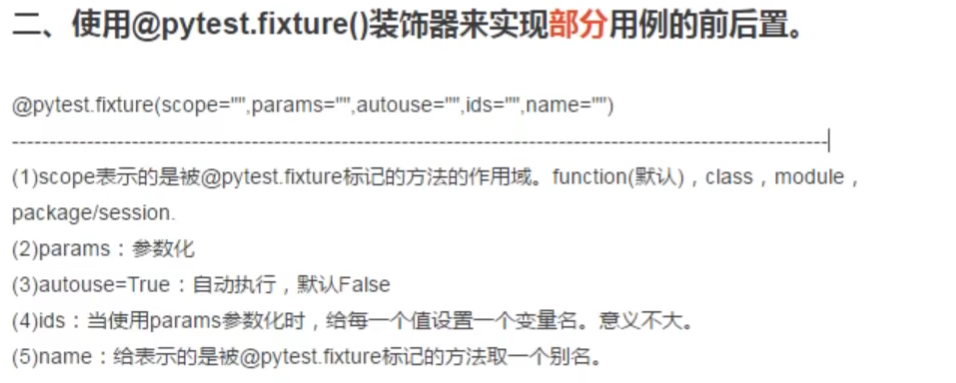 二、使用@pytest.fixture()装饰器来实现部分用例的前后置。
@pytest.fixture(scope="",params="",autouse="",ids="",name="")
------------------------------------------------------------------------------------------------------------------------
(1)scope表示的是被@pytest.fixture标记的方法的作用域。function(默认)，class，module，
package/session.
(2)params：参数化
(3)autouse=True：自动执行，默认False
(4)ids：当使用params参数化时，给每一个值设置一个变量名。意义不大。
(5)name：给表示的是被@pytest.fixture标记的方法取一个别名。